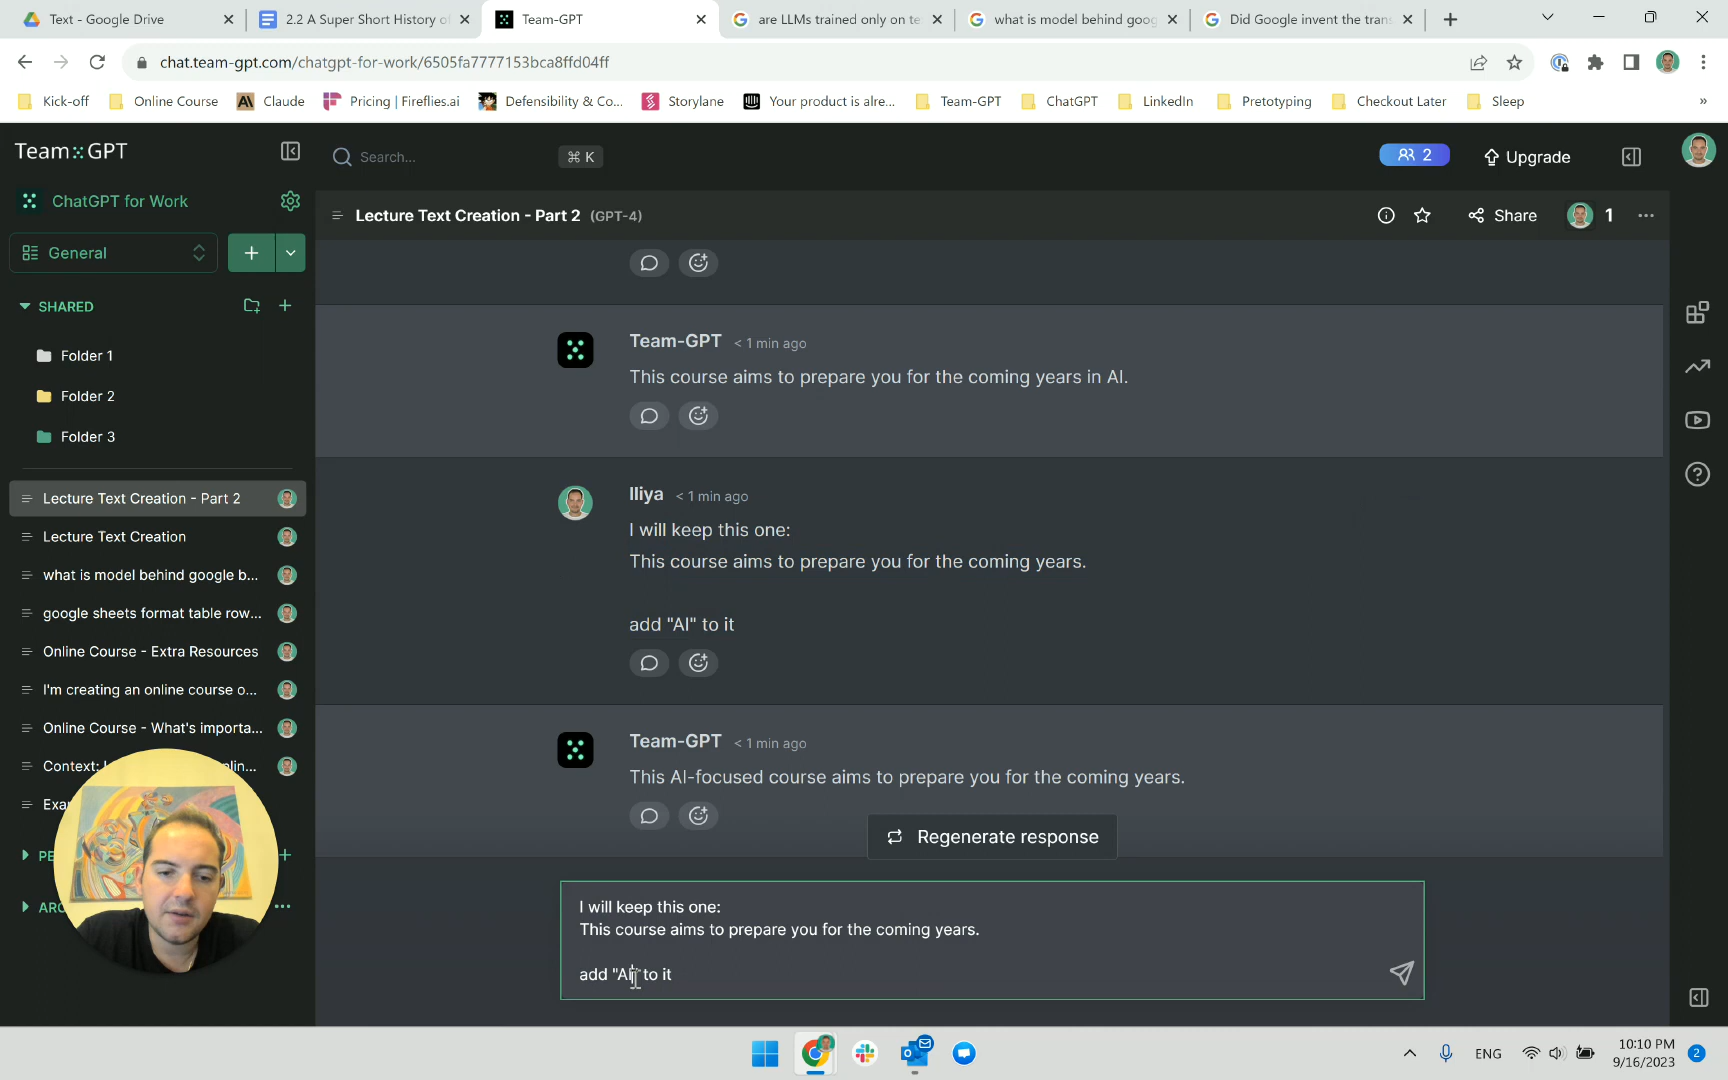 Text - Google Drive
2.2 A Super Short History of
Team-GPT
are LLMs trained only on te
what is model behind goog
Did Google invent the tran
chat.team-gpt.com/chatgpt-for-work/6505fa7777153bca8ffd04ff
Kick-off
Online Course
Claude
Pricing | Fireflies.ai
Defensibility & Co...
Storylane
Your product is alre...
Team-GPT
ChatGPT
LinkedIn
Pretotyping
Checkout Later
Sleep
»
Team GPT
Search...
⌘ K
2
Upgrade
ChatGPT for Work
Lecture Text Creation - Part 2 (GPT-4)
Share
1
General
SHARED
Folder 1
Folder 2
Folder 3
Lecture Text Creation - Part 2
Lecture Text Creation
what is model behind google b...
google sheets format table row...
Online Course - Extra Resources
I'm creating an online course o...
Online Course - What's importa...
Context:
lin...
Team-GPT < 1 min ago
This course aims to prepare you for the coming years in AI.
Iliya < 1 min ago
I will keep this one:
This course aims to prepare you for the coming years.
add "AI" to it
Team-GPT < 1 min ago
This AI-focused course aims to prepare you for the coming years.
Regenerate response
I will keep this one:
This course aims to prepare you for the coming years.
add "AI" to it
ENG
10:10 PM
9/16/2023
2